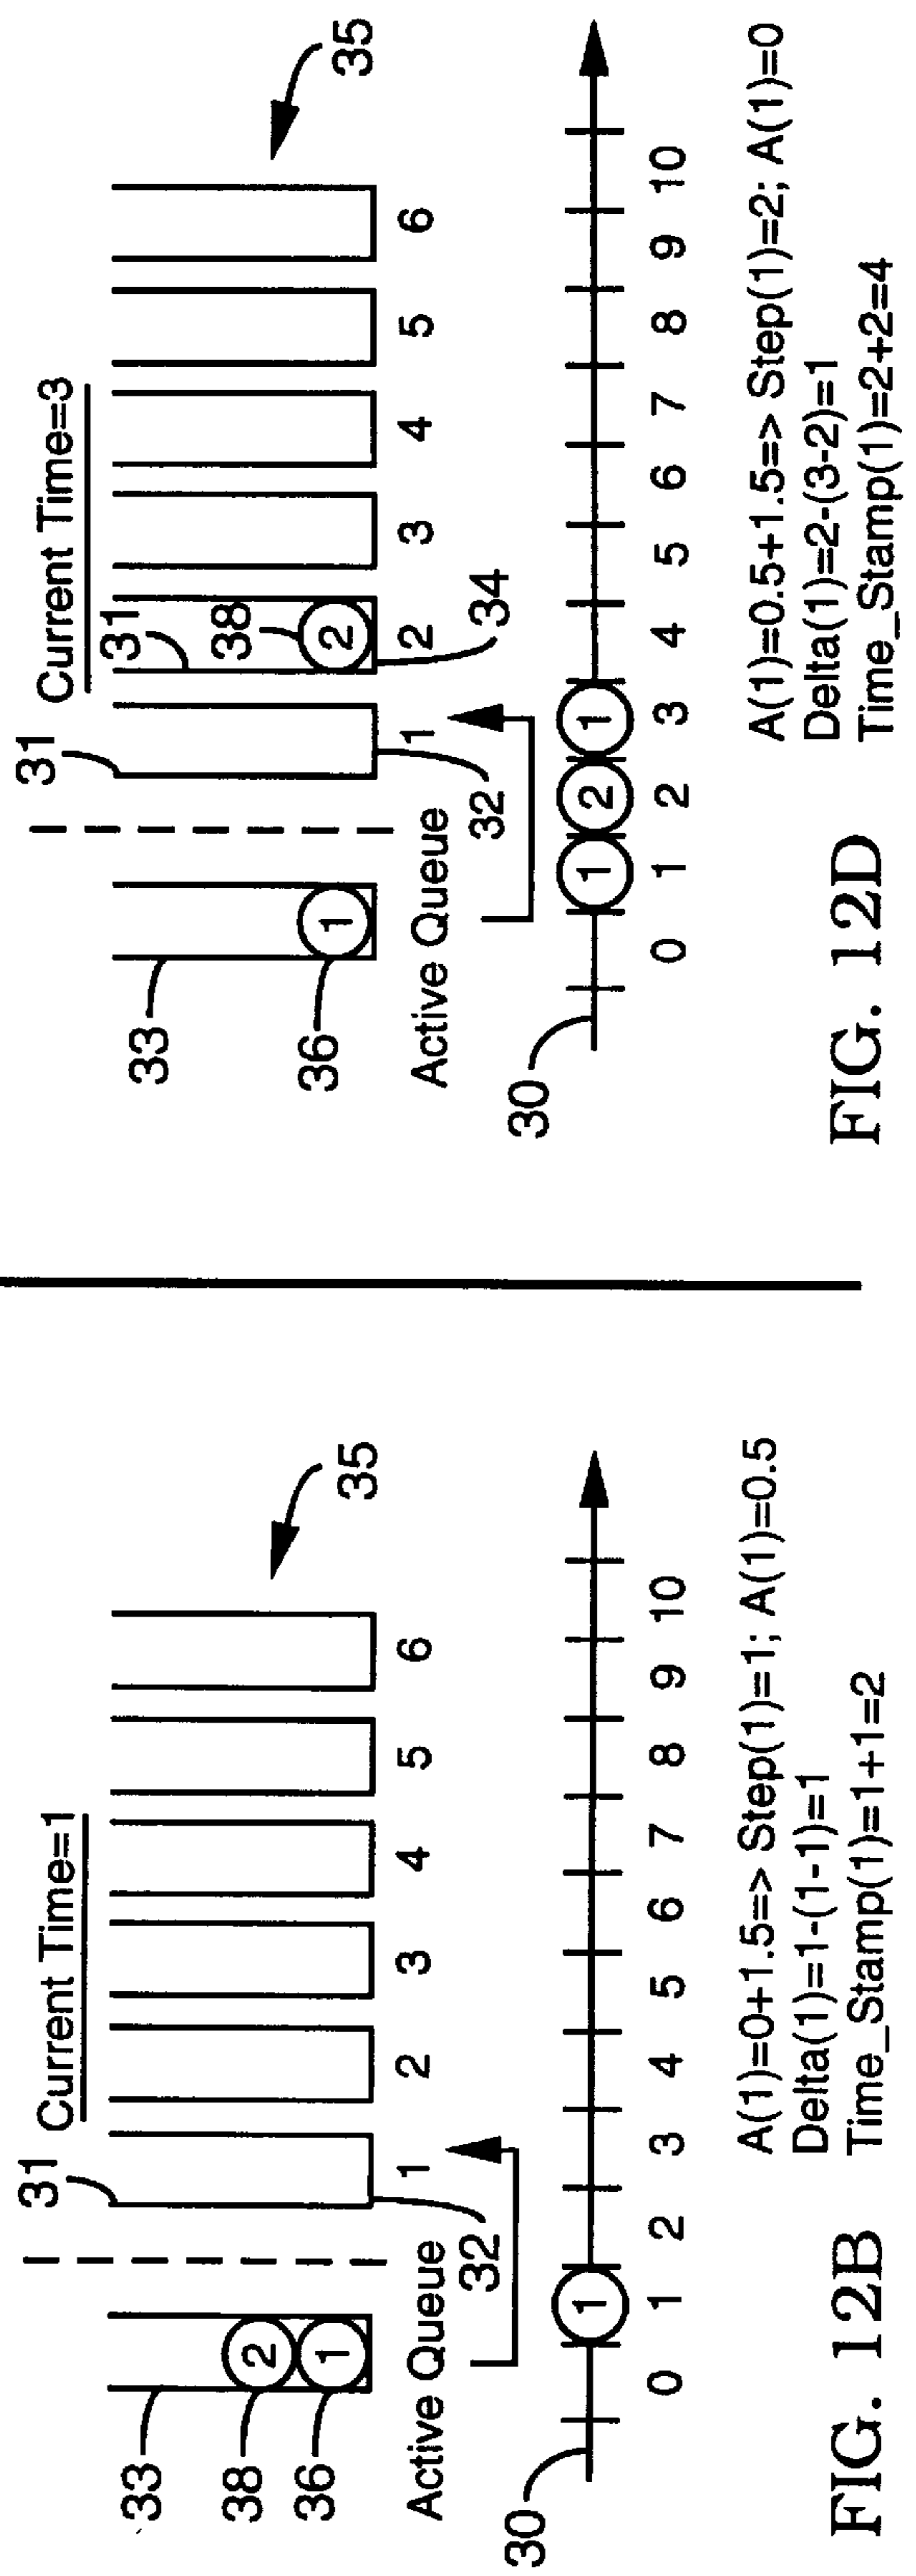 Current Time=1
31
35
33
38
36
2
1
1 2 3 4 5 6
Active Queue
32
30
1
0 1 2 3 4 5 6 7 8 9 10
A(1)=0+1.5=> Step(1)=1; A(1)=0.5
Delta(1)=1-(1-1)=1
Time_Stamp(1)=1+1=2
FIG. 12B
Current Time=3
31
31
38
35
33
36
1
2
1 2 3 4 5 6
34
Active Queue
32
30
1 2 1
0 1 2 3 4 5 6 7 8 9 10
A(1)=0.5+1.5=> Step(1)=2; A(1)=0
Delta(1)=2-(3-2)=1
Time_Stamp(1)=2+2=4
FIG. 12D